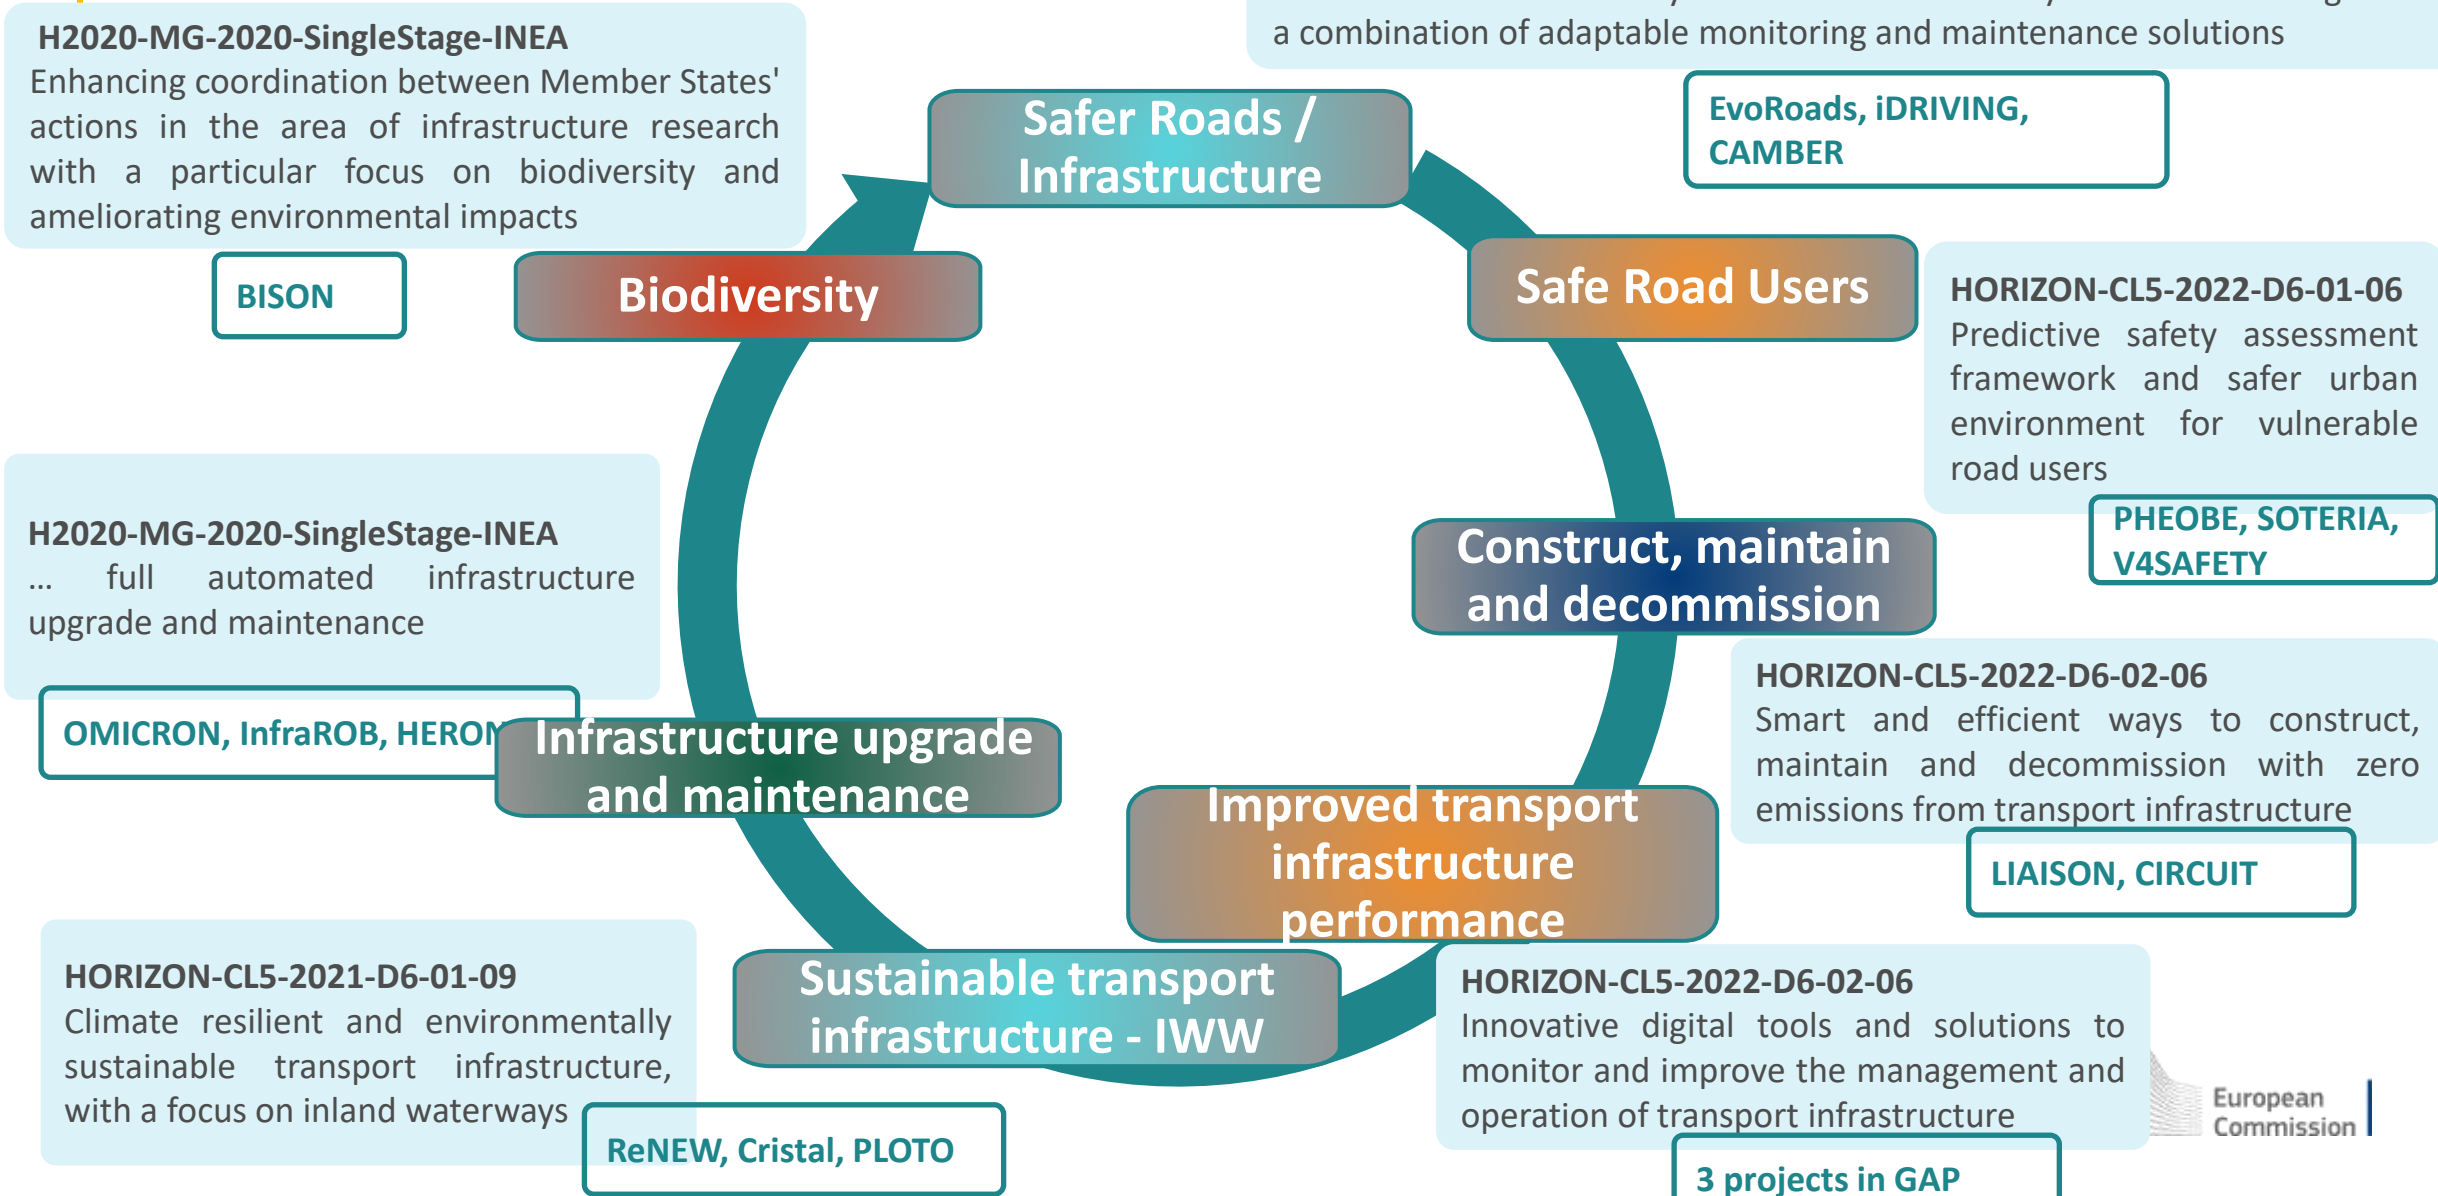 H2020-MG-2020-SingleStage-INEA
Enhancing coordination between Member States'
actions in the area of infrastructure research
with a particular focus on biodiversity and
ameliorating environmental impacts
BISON
a combination of adaptable monitoring and maintenance solutions
EvoRoads, iDRIVING,
CAMBER
Safer Roads /
Infrastructure
Biodiversity
Safe Road Users
HORIZON-CL5-2022-D6-01-06
Predictive safety assessment
framework and safer urban
environment for vulnerable
road users
PHEOBE, SOTERIA,
V4SAFETY
H2020-MG-2020-SingleStage-INEA
... full automated infrastructure
upgrade and maintenance
OMICRON, InfraROB, HERON
Construct, maintain
and decommission
HORIZON-CL5-2022-D6-02-06
Smart and efficient ways to construct,
maintain and decommission with zero
emissions from transport infrastructure
LIAISON, CIRCUIT
Infrastructure upgrade
and maintenance
Improved transport
infrastructure
performance
HORIZON-CL5-2021-D6-01-09
Climate resilient and environmentally
sustainable transport infrastructure,
with a focus on inland waterways
ReNEW, Cristal, PLOTO
Sustainable transport
infrastructure - IWW
HORIZON-CL5-2022-D6-02-06
Innovative digital tools and solutions to
monitor and improve the management and
operation of transport infrastructure
3 projects in GAP
European
Commission